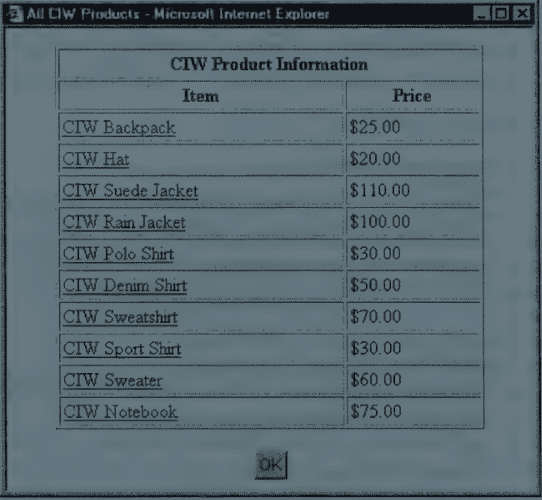 All CIW Products - Microsoft Internet Explorer
CIW Product Information
Item Price
CIW Backpack $25.00
CIW Hat $20.00
CIW Suede Jacket $110.00
CIW Rain Jacket $100.00
CIW Polo Shirt $30.00
CIW Denim Shirt $50.00
CIW Sweatshirt $70.00
CIW Sport Shirt $30.00
CIW Sweater $60.00
CIW Notebook $75.00
OK